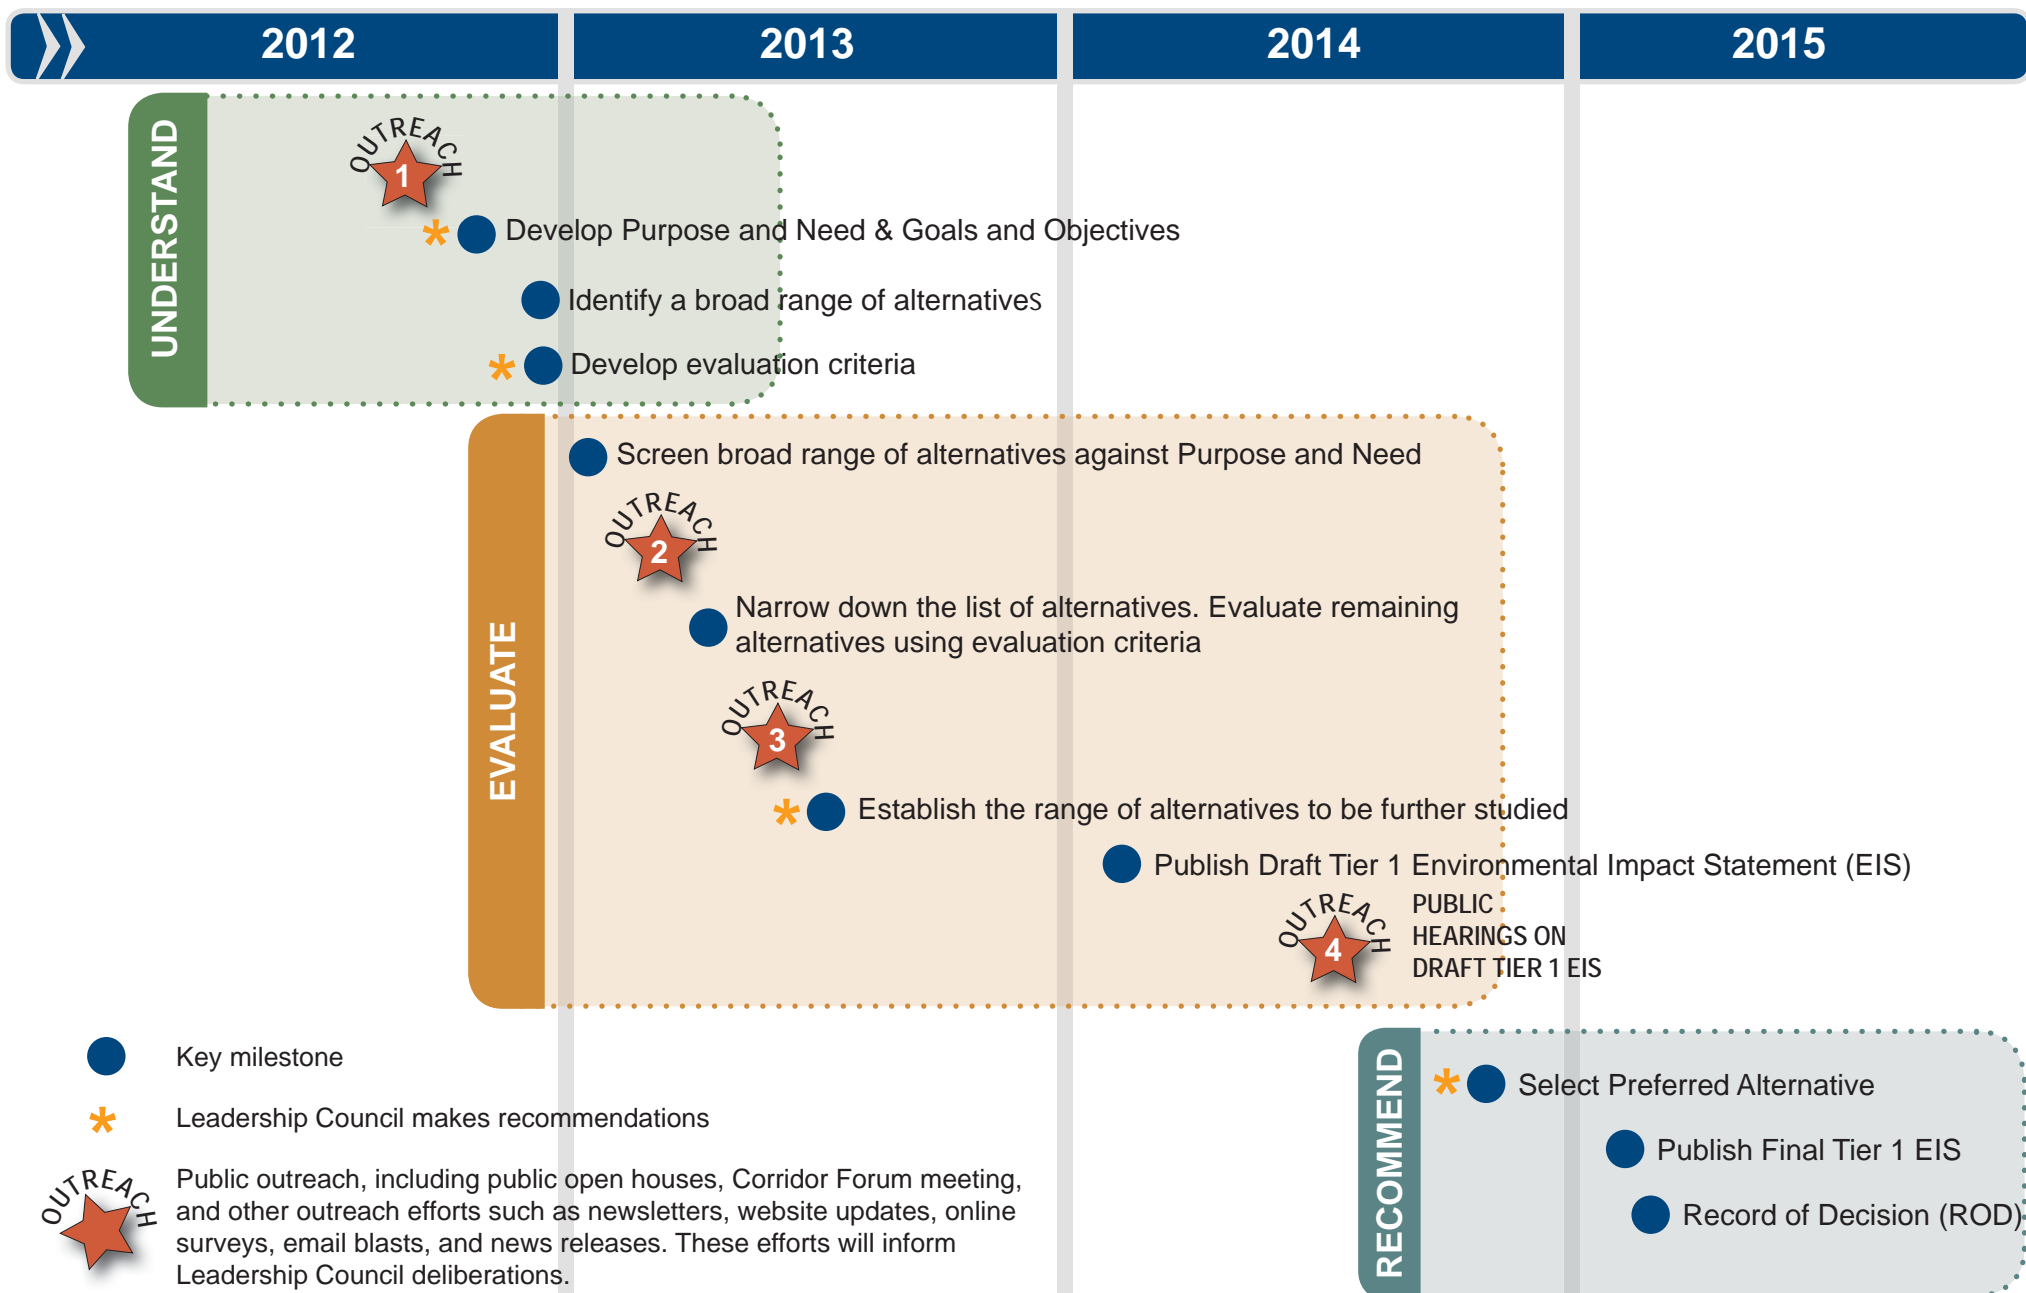 2012
2013
2014
2015
UNDERSTAND
OUTREACH
1
Develop Purpose and Need & Goals and Objectives
Identify a broad range of alternatives
Develop evaluation criteria
EVALUATE
Screen broad range of alternatives against Purpose and Need
OUTREACH
2
Narrow down the list of alternatives. Evaluate remaining
alternatives using evaluation criteria
OUTREACH
3
Establish the range of alternatives to be further studied
Publish Draft Tier 1 Environmental Impact Statement (EIS)
OUTREACH
4
PUBLIC
HEARINGS ON
DRAFT TIER 1 EIS
RECOMMEND
Select Preferred Alternative
Publish Final Tier 1 EIS
Record of Decision (ROD)
Key milestone
Leadership Council makes recommendations
OUTREACH
Public outreach, including public open houses, Corridor Forum meeting,
and other outreach efforts such as newsletters, website updates, online
surveys, email blasts, and news releases. These efforts will inform
Leadership Council deliberations.